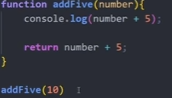 function addFive(number){
    console.log(number + 5);

    return number + 5;
}

addFive(10)